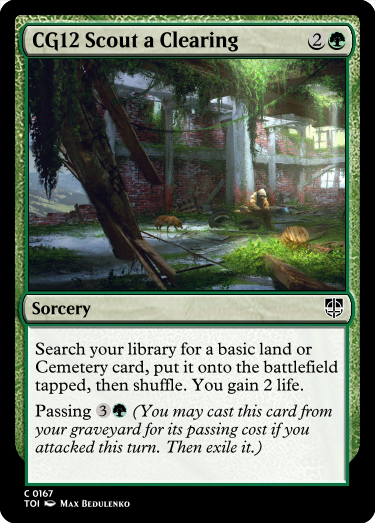 CG12 Scout a Clearing 2
Sorcery
Search your library for a basic land or
Cemetery card, put it onto the battlefield
tapped, then shuffle. You gain 2 life.
Passing 3 (You may cast this card from
your graveyard for its passing cost if you
attacked this turn. Then exile it.)
C 0167
TOI Max Bedulenko